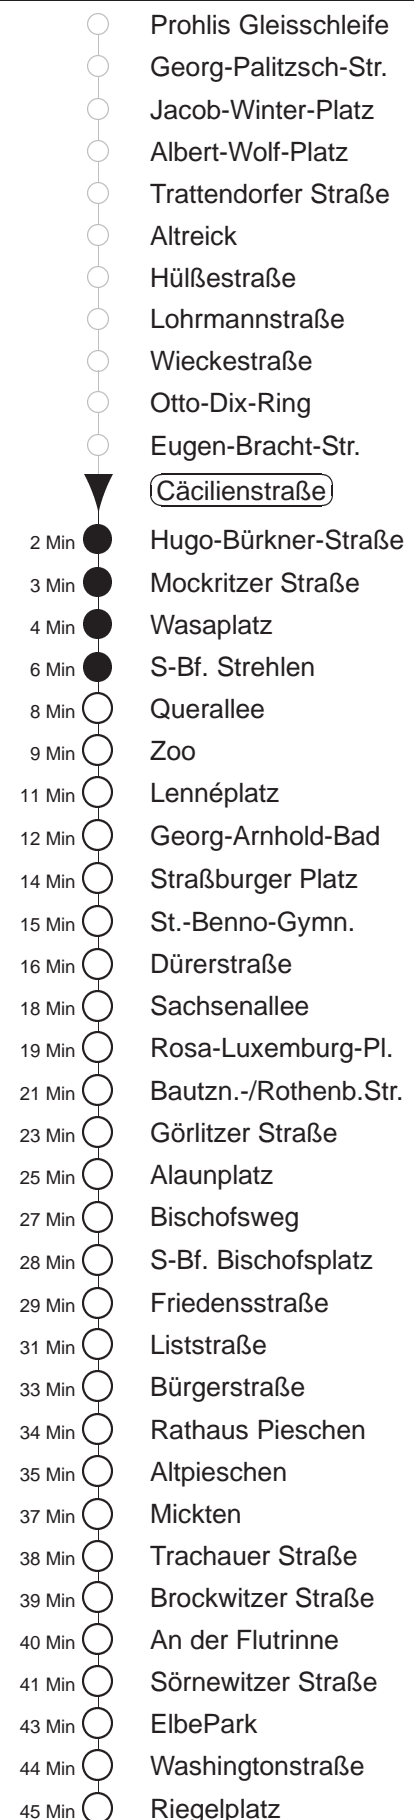 Prohlis Gleisschleife
Georg-Palitzsch-Str.
Jacob-Winter-Platz
Albert-Wolf-Platz
Trattendorfer Straße
Altreick
Hülßestraße
Lohrmannstraße
Wieckestraße
Otto-Dix-Ring
Eugen-Bracht-Str.
Cäcilienstraße
2 Min Hugo-Bürkner-Straße
3 Min Mockritzer Straße
4 Min Wasaplatz
6 Min S-Bf. Strehlen
8 Min Querallee
9 Min Zoo
11 Min Lennéplatz
12 Min Georg-Arnhold-Bad
14 Min Straßburger Platz
15 Min St.-Benno-Gymn.
16 Min Dürerstraße
18 Min Sachsenallee
19 Min Rosa-Luxemburg-Pl.
21 Min Bautzn.-/Rothenb.Str.
23 Min Görlitzer Straße
25 Min Alaunplatz
27 Min Bischofsweg
28 Min S-Bf. Bischofsplatz
29 Min Friedensstraße
31 Min Liststraße
33 Min Bürgerstraße
34 Min Rathaus Pieschen
35 Min Altpieschen
37 Min Mickten
38 Min Trachauer Straße
39 Min Brockwitzer Straße
40 Min An der Flutrinne
41 Min Sörnewitzer Straße
43 Min ElbePark
44 Min Washingtonstraße
45 Min Riegelplatz